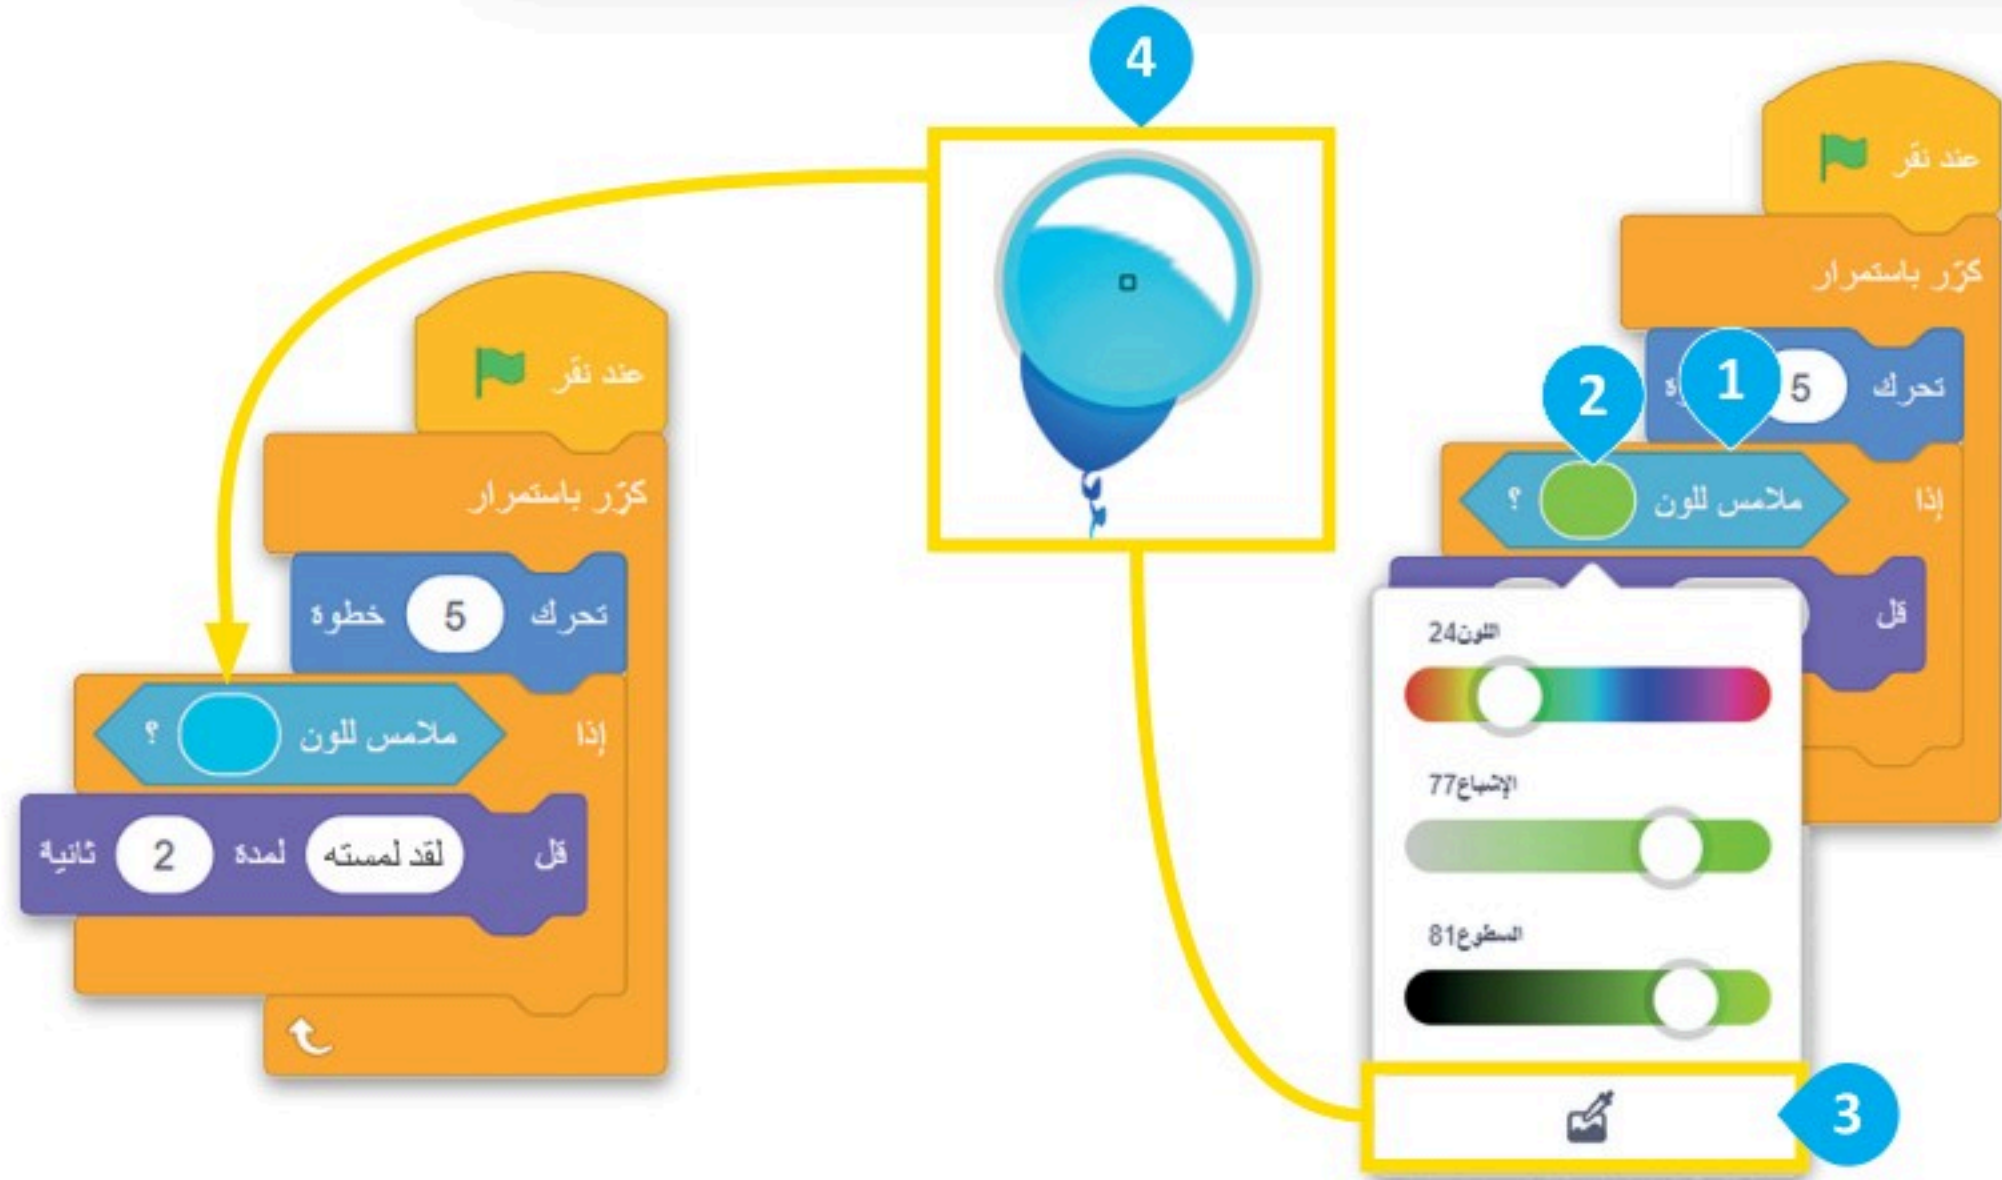 4
عند نقر
كرّر باستمرار
تحرك 5
1
2
إذا ملامس للون ؟
قل
اللون24
الإشباع77
السطوع81
3
عند نقر
كرّر باستمرار
تحرك 5 خطوة
إذا ملامس للون ؟
قل لقد لمسته لمدة 2 ثانية